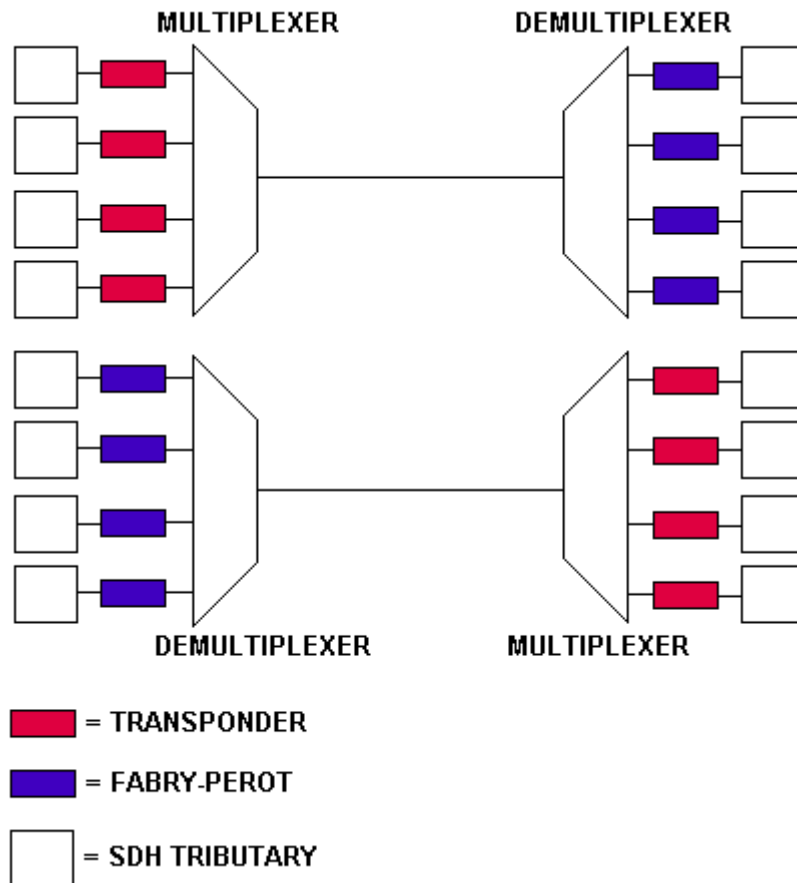 MULTIPLEXER
DEMULTIPLEXER
DEMULTIPLEXER
MULTIPLEXER
= TRANSPONDER
= FABRY-PEROT
= SDH TRIBUTARY